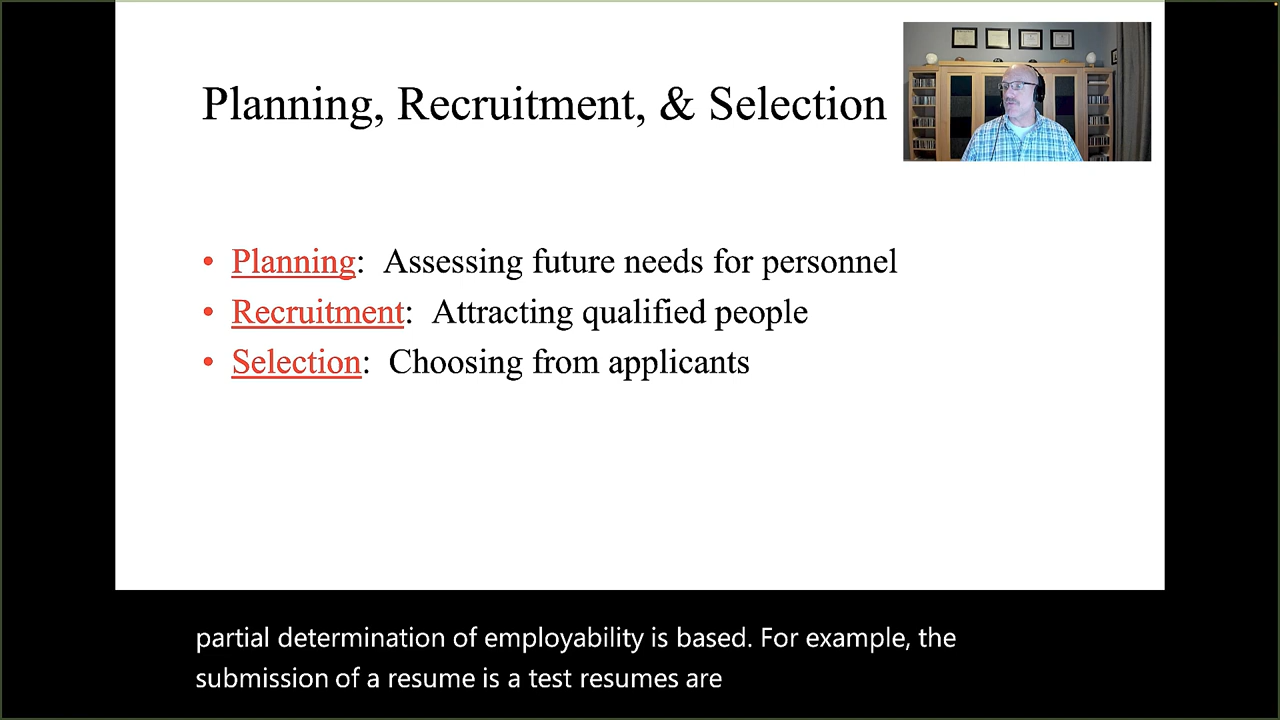 Planning, Recruitment, & Selection
• Planning: Assessing future needs for personnel
• Recruitment: Attracting qualified people
• Selection: Choosing from applicants
partial determination of employability is based. For example, the
submission of a resume is a test resumes are